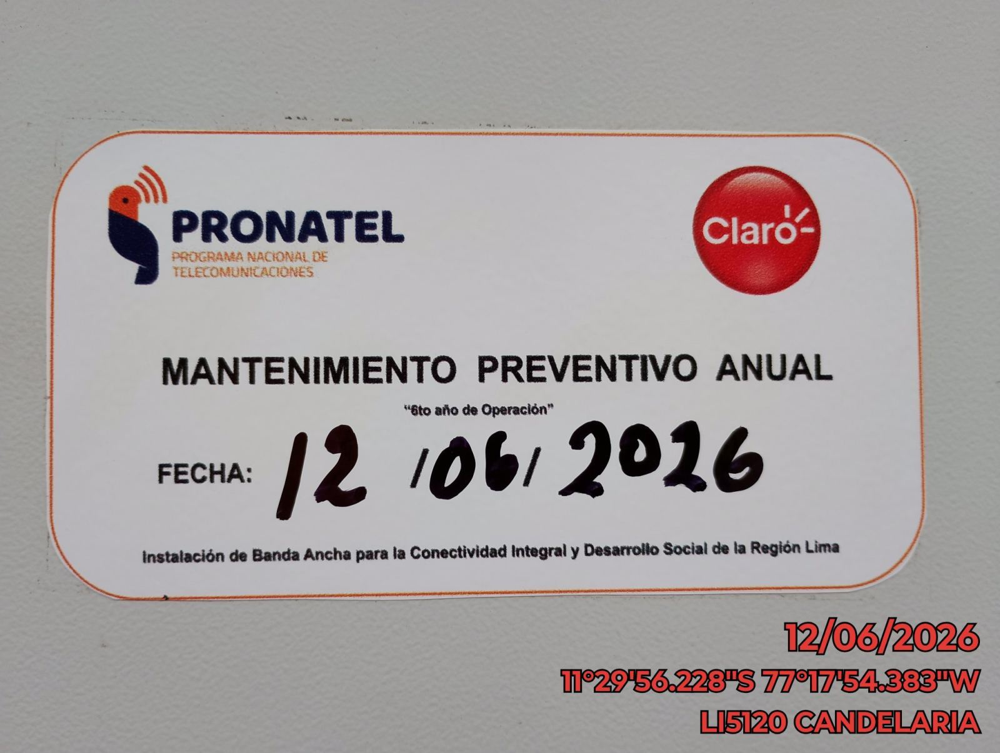 PRONATEL
PROGRAMA NACIONAL DE
TELECOMUNICACIONES
Claro
MANTENIMIENTO PREVENTIVO ANUAL
“6to año de Operación”
FECHA: 12 /06/ 2026
Instalación de Banda Ancha para la Conectividad Integral y Desarrollo Social de la Región Lima
12/06/2026
11°29'56.228"S 77°17'54.383"W
LI5120 CANDELARIA